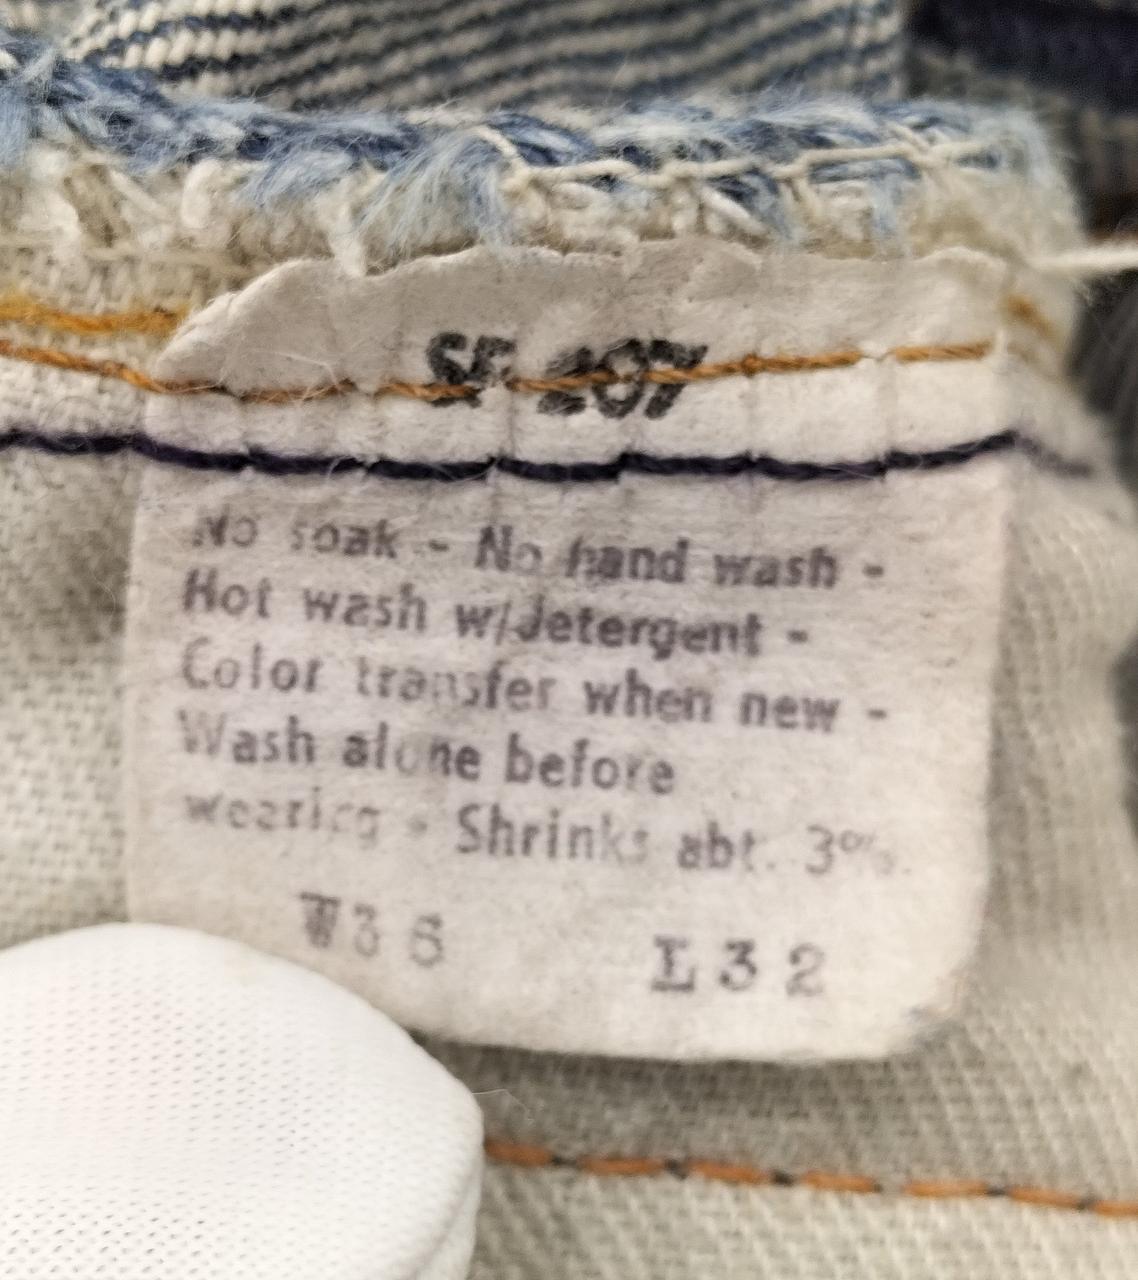 SF 207
No soak - No hand wash -
Hot wash w/detergent -
Color transfer when new -
Wash alone before
wearing - Shrinks abt. 3%.
W36 L32